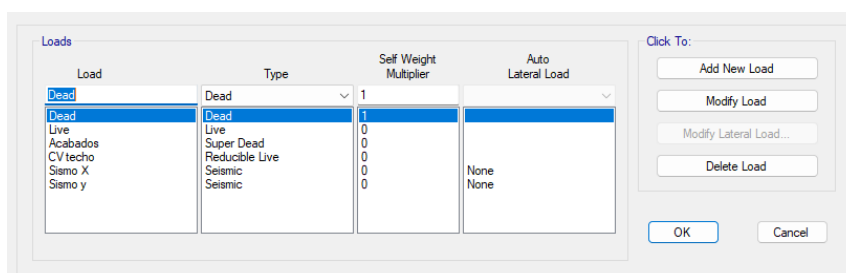 Loads
Click To:
Load Type Self Weight Multiplier Auto Lateral Load
Dead Dead 1
Dead Dead 1
Live Live 0
Acabados Super Dead 0
CV techo Reducible Live 0
Sismo X Seismic 0 None
Sismo y Seismic 0 None
Add New Load
Modify Load
Modify Lateral Load...
Delete Load
OK Cancel